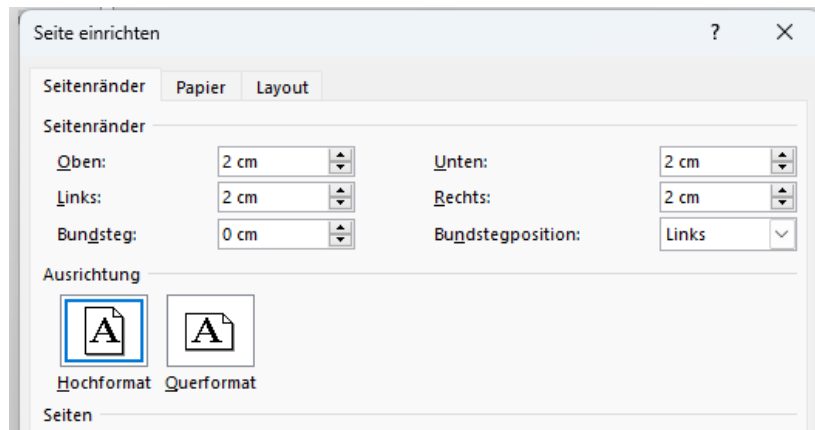 Seite einrichten ?
Seitenränder Papier Layout
Seitenränder
Oben: 2 cm Unten: 2 cm
Links: 2 cm Rechts: 2 cm
Bundsteg: 0 cm Bundstegposition: Links
Ausrichtung
A A
Hochformat Querformat
Seiten